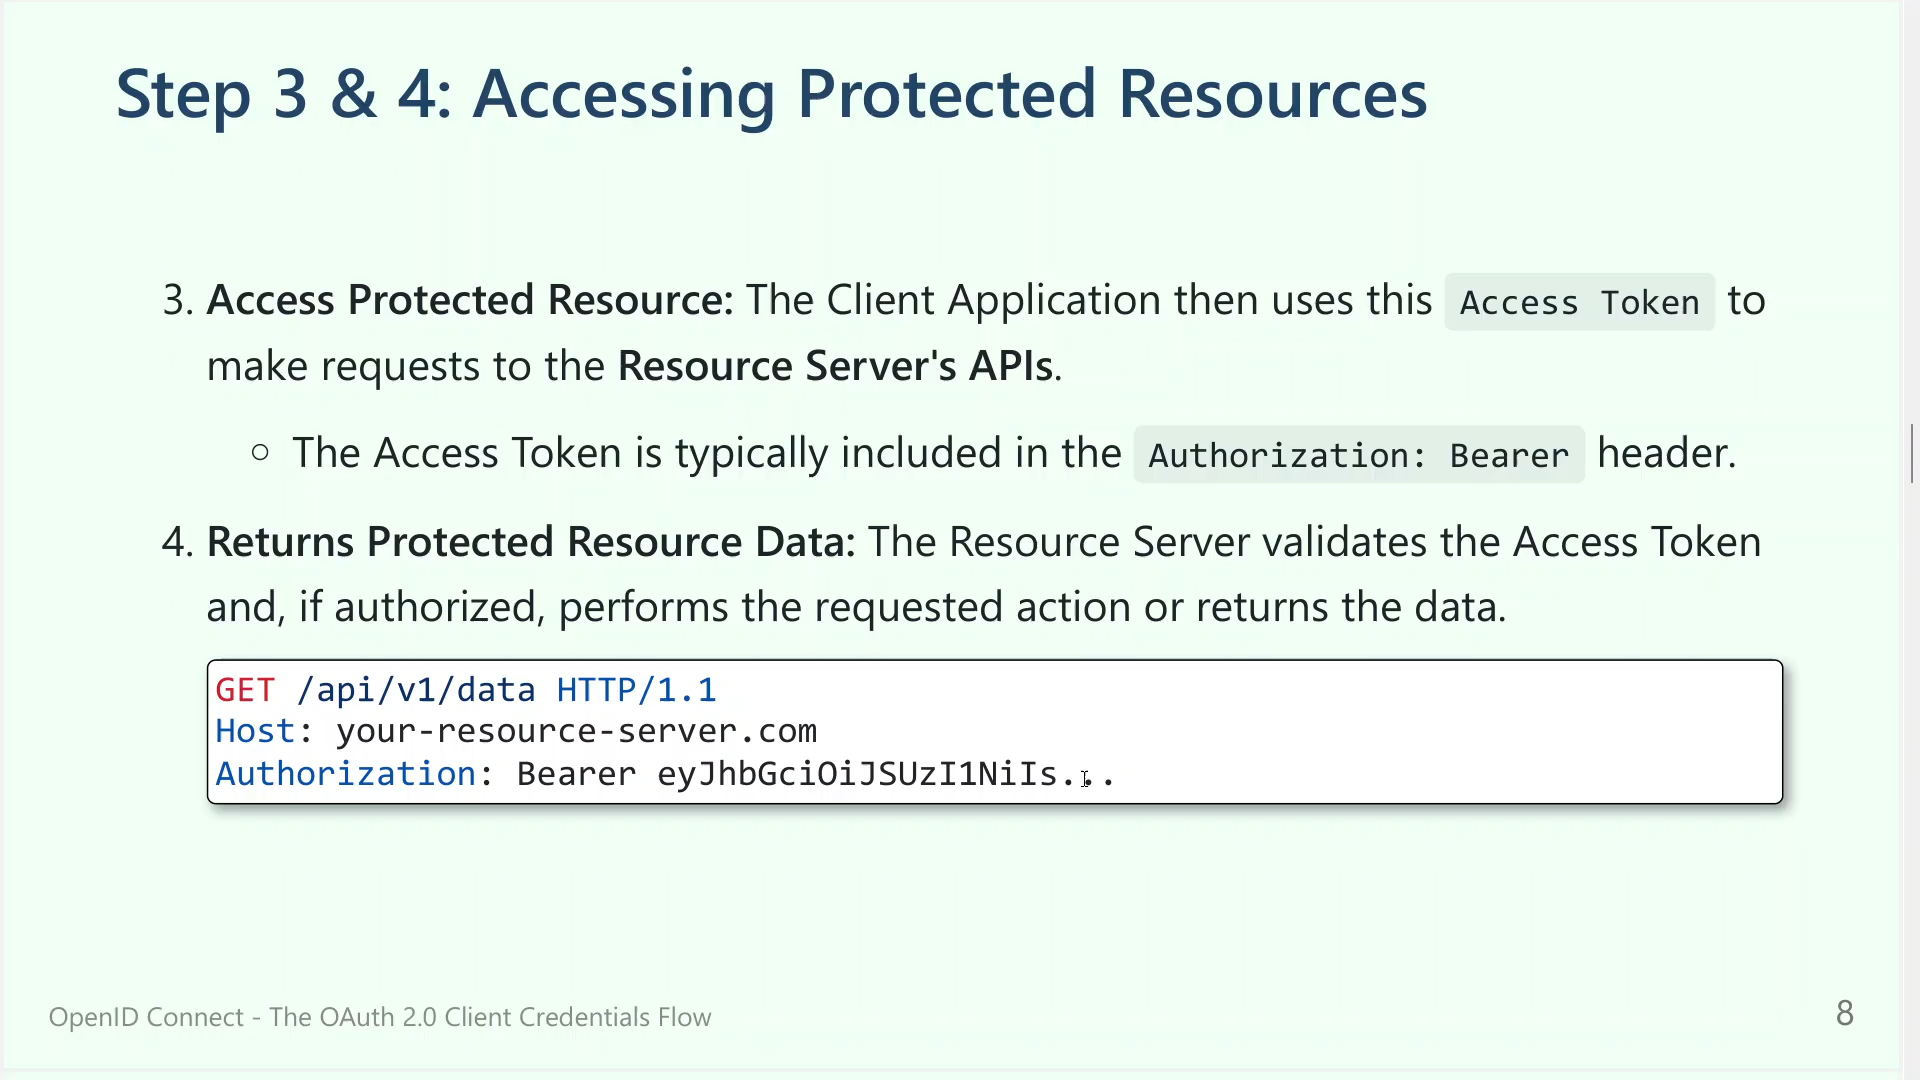 Step 3 & 4: Accessing Protected Resources
3. Access Protected Resource: The Client Application then uses this Access Token to
make requests to the Resource Server's APIs.
The Access Token is typically included in the Authorization: Bearer header.
4. Returns Protected Resource Data: The Resource Server validates the Access Token
and, if authorized, performs the requested action or returns the data.
GET /api/v1/data HTTP/1.1
Host: your-resource-server.com
Authorization: Bearer eyJhbGciOiJSUzI1NiIs...
OpenID Connect - The OAuth 2.0 Client Credentials Flow
8